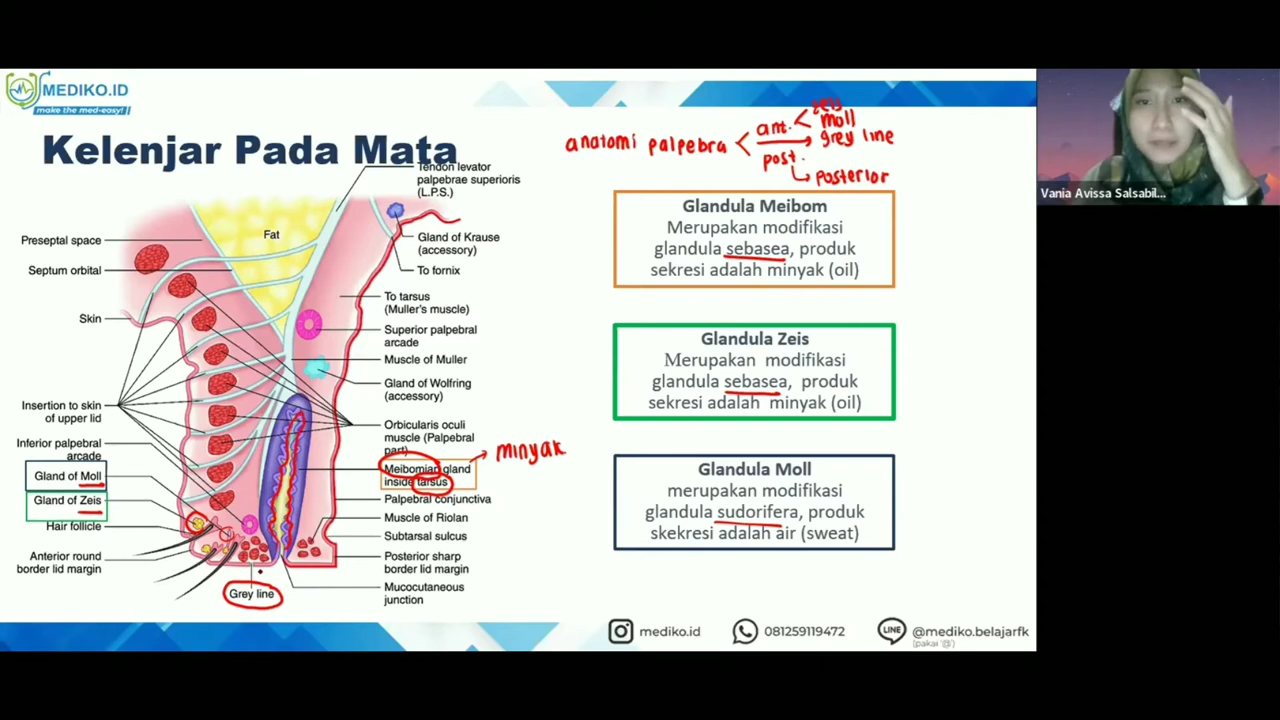 MEDIKO.ID
make the med-easy!
Kelenjar Pada Mata
anatomi palpebra < ant. < zeis
moll
grey line
post.
posterior
Vania Avissa Salsabil...
Tendon levator
palpebrae superioris
(L.P.S.)
Fat
Preseptal space
Septum orbital
Skin
Insertion to skin
of upper lid
Inferior palpebral
arcade
Gland of Moll
Gland of Zeis
Hair follicle
Anterior round
border lid margin
Grey line
Gland of Krause
(accessory)
To fornix
To tarsus
(Muller's muscle)
Superior palpebral
arcade
Muscle of Muller
Gland of Wolfring
(accessory)
Orbicularis oculi
muscle (Palpebral
part)
Meibomian gland
inside tarsus
minyak
Palpebral conjunctiva
Muscle of Riolan
Subtarsal sulcus
Posterior sharp
border lid margin
Mucocutaneous
junction
Glandula Meibom
Merupakan modifikasi
glandula sebasea, produk
sekresi adalah minyak (oil)
Glandula Zeis
Merupakan modifikasi
glandula sebasea, produk
sekresi adalah minyak (oil)
Glandula Moll
merupakan modifikasi
glandula sudorifera, produk
skekresi adalah air (sweat)
mediko.id
081259119472
LINE
@mediko.belajarfk
(pakai '@')